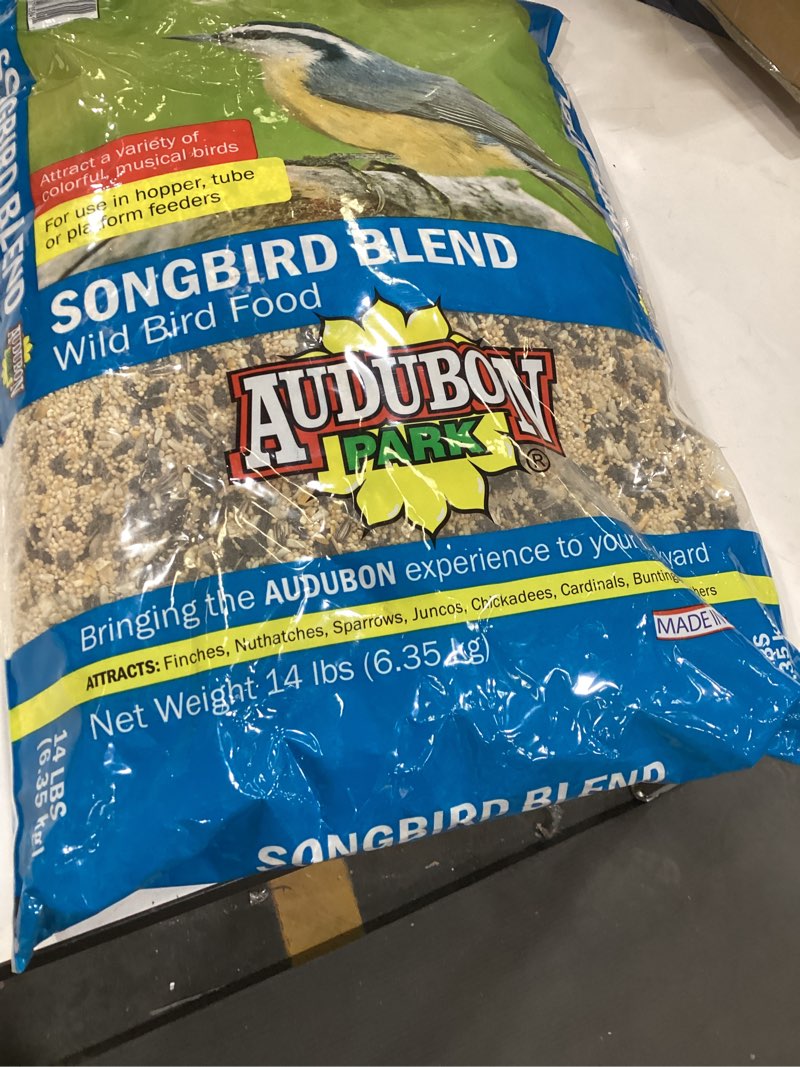 Attract a variety of
colorful, musical birds
For use in hopper, tube
or platform feeders
SONGBIRD BLEND
Wild Bird Food
AUDUBON
PARK®
Bringing the AUDUBON experience to your
ATTRACTS: Finches, Nuthatches, Sparrows, Juncos, Chickadees, Cardinals,
MADE IN
Net Weight 14 lbs (6.35 kg)
14 LBS
(6.35 kg)
SONGBIRD BLEND
SONGBIRD BLEND
AUDUBON